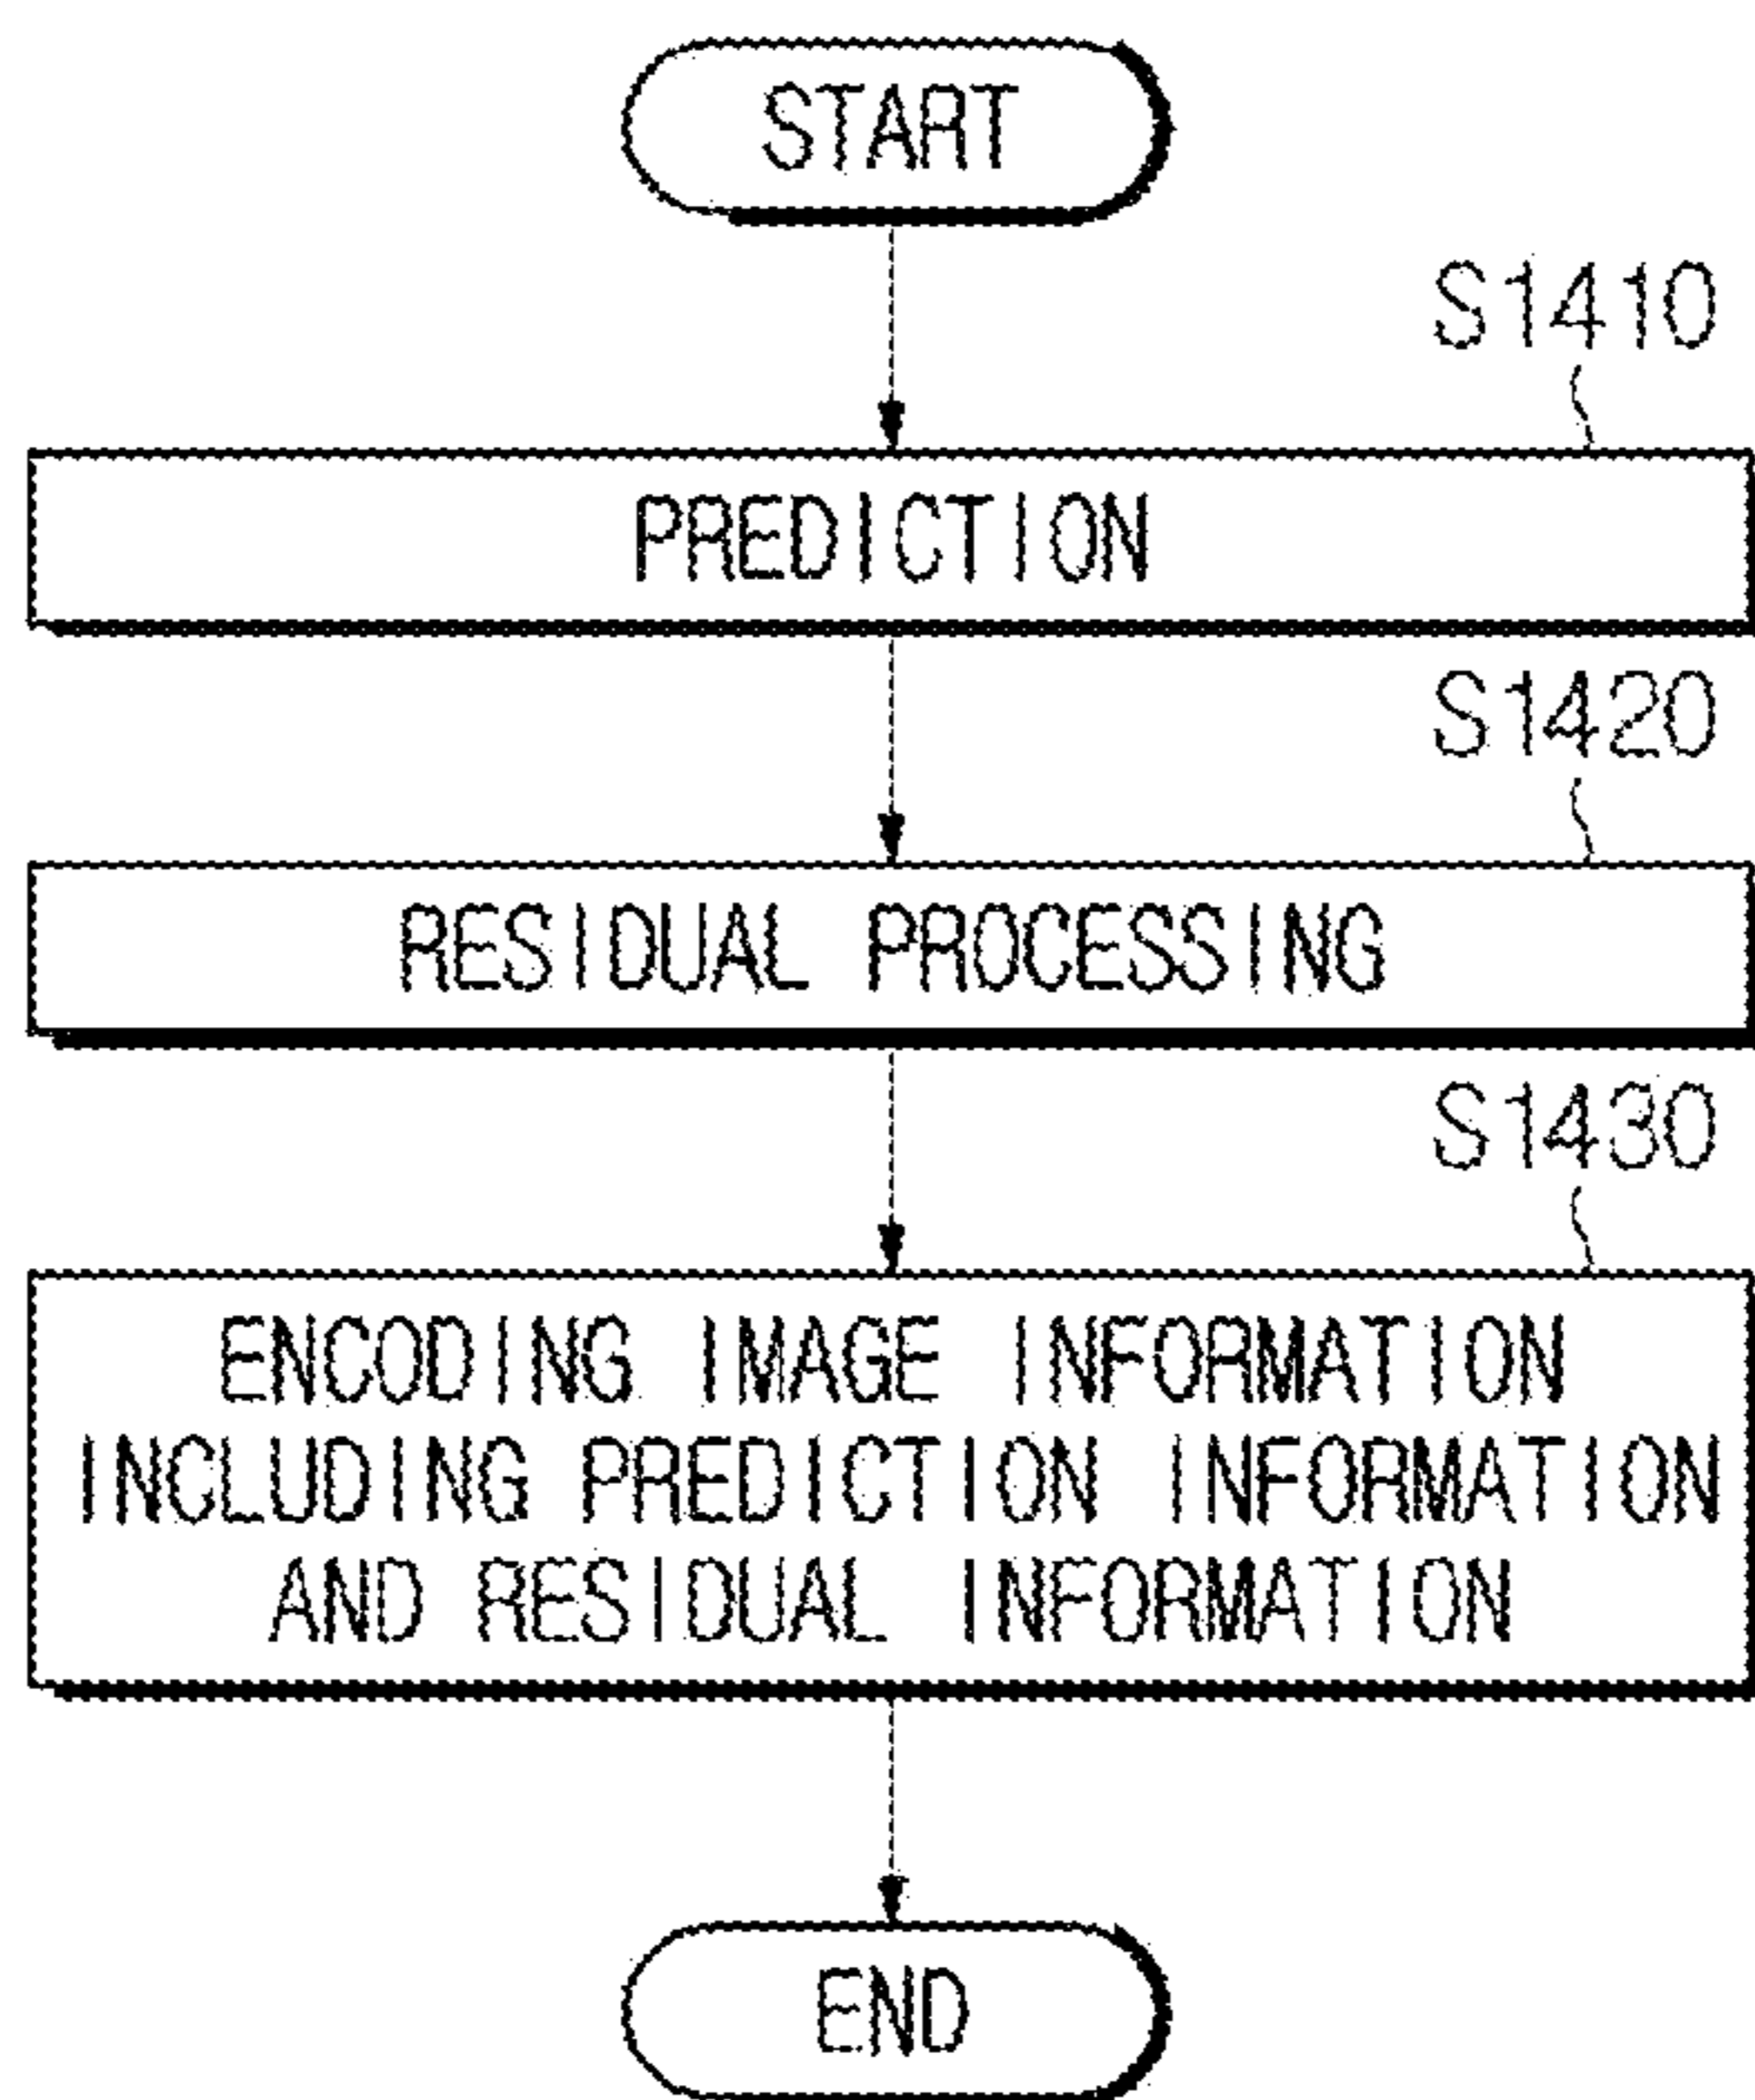 START
S1410
PREDICTION
S1420
RESIDUAL PROCESSING
S1430
ENCODING IMAGE INFORMATION
INCLUDING PREDICTION INFORMATION
AND RESIDUAL INFORMATION
END